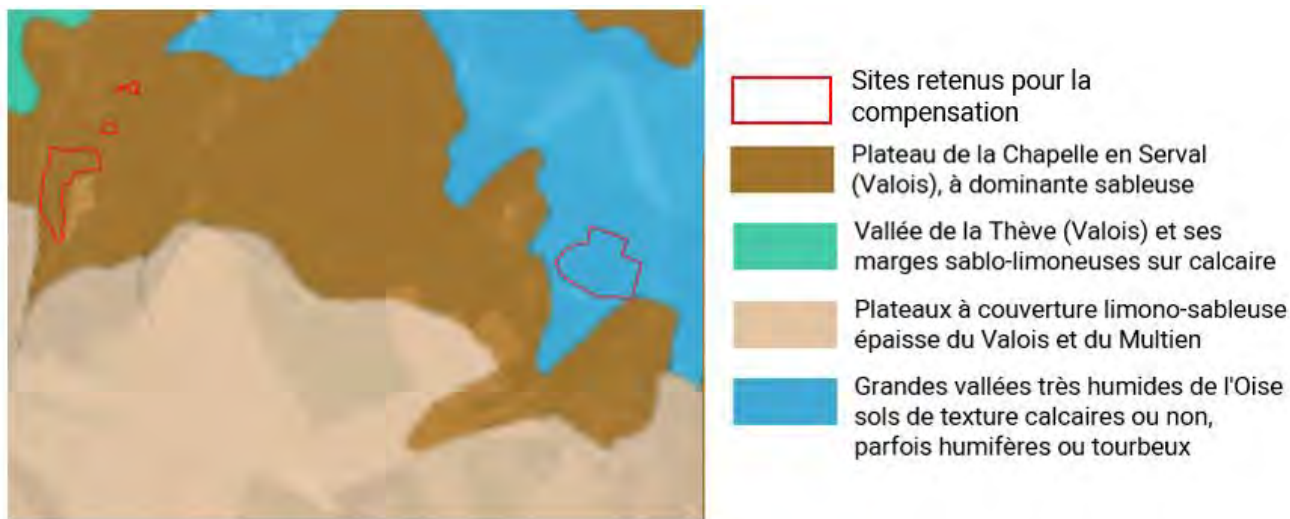 Sites retenus pour la
compensation
Plateau de la Chapelle en Serval
(Valois), à dominante sableuse
Vallée de la Thève (Valois) et ses
marges sablo-limoneuses sur calcaire
Plateaux à couverture limono-sableuse
épaisse du Valois et du Multien
Grandes vallées très humides de l'Oise
sols de texture calcaires ou non,
parfois humifères ou tourbeux